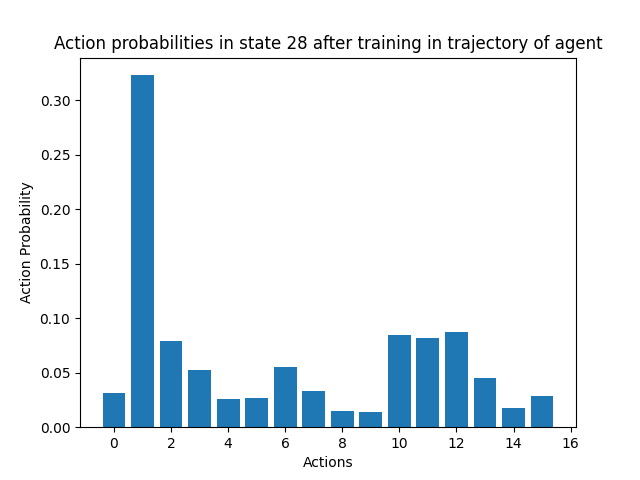 Action probabilities in state 28 after training in trajectory of agent
0.30
0.25
0.20
0.15
0.10
0.05
0.00
Action Probability
0 2 4 6 8 10 12 14 16
Actions